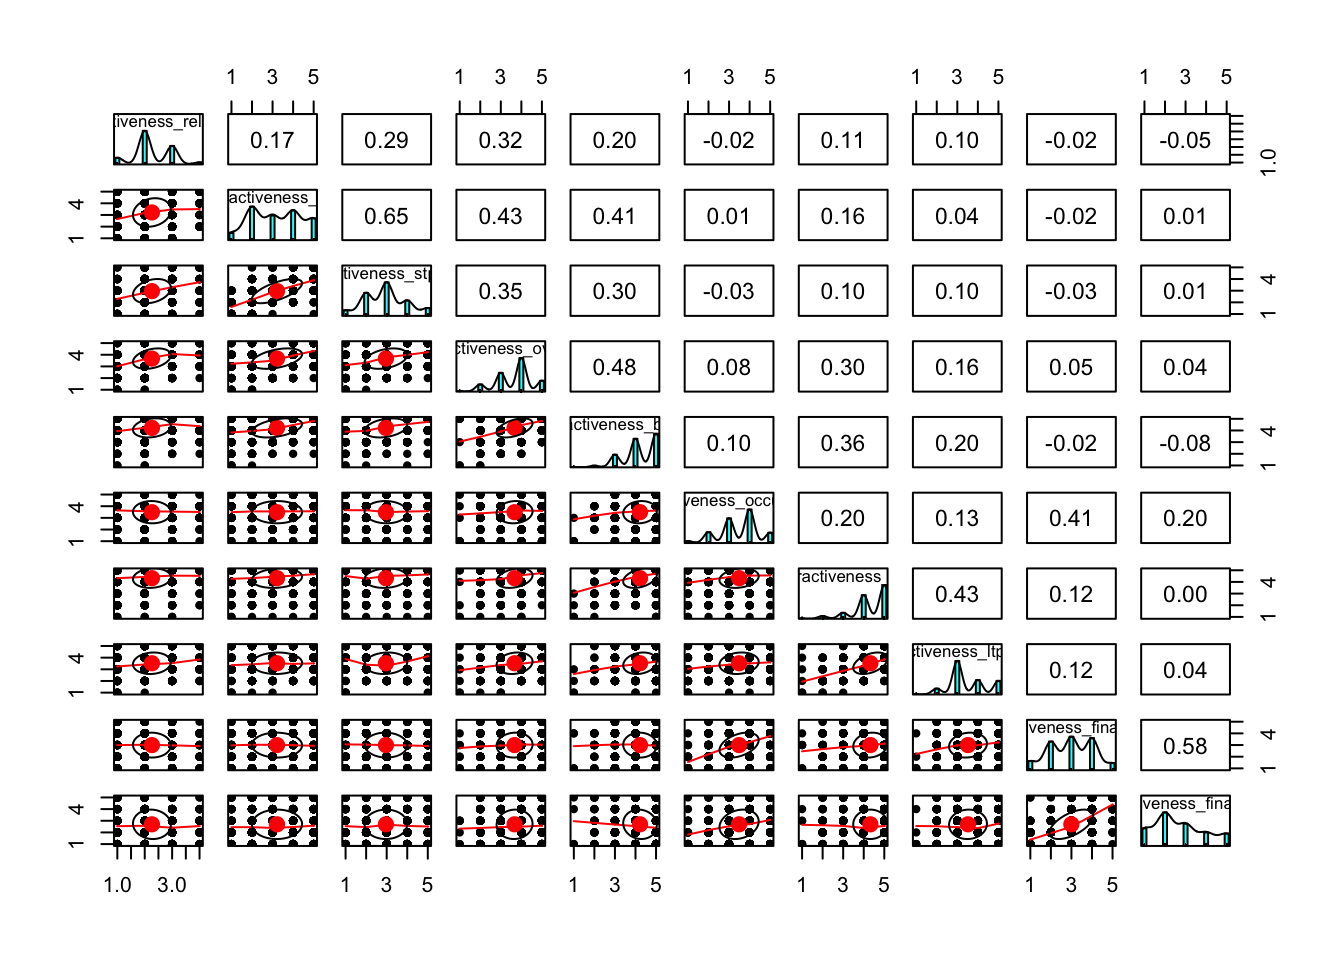 1 3 5 1 3 5 1 3 5 1 3 5 1 3 5
tiveness_rel 0.17 0.29 0.32 0.20 -0.02 0.11 0.10 -0.02 -0.05 1.0
1 4 activeness_ 0.65 0.43 0.41 0.01 0.16 0.04 -0.02 0.01
tiveness_stp 0.35 0.30 -0.03 0.10 0.10 -0.03 0.01 1 4
1 4 ctiveness_ov 0.48 0.08 0.30 0.16 0.05 0.04
activeness_b 0.10 0.36 0.20 -0.02 -0.08 1 4
1 4 veness_occu 0.20 0.13 0.41 0.20
ractiveness_ 0.43 0.12 0.00 1 4
1 4 ctiveness_ltp 0.12 0.04
veness_fina 0.58 1 4
1 4 veness_fina
1.0 3.0 1 3 5 1 3 5 1 3 5 1 3 5